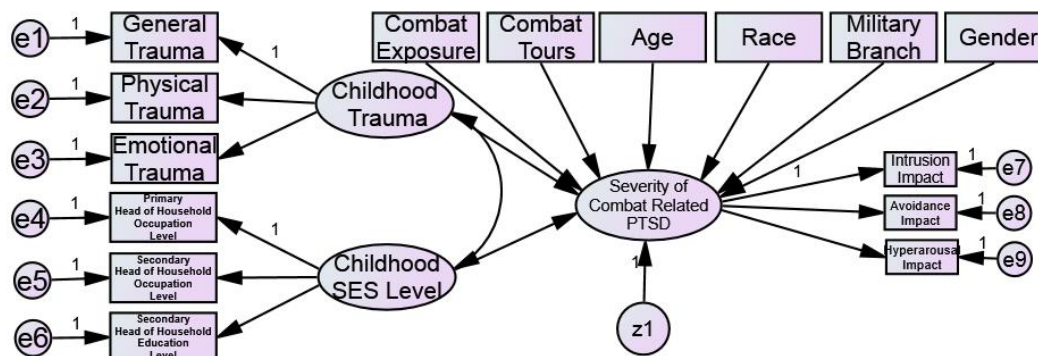 e1
1
General
Trauma
e2
1
Physical
Trauma
e3
1
Emotional
Trauma
e4
1
Primary
Head of Household
Occupation
Level
e5
1
Secondary
Head of Household
Occupation
Level
e6
1
Secondary
Head of Household
Education
Level
1
Childhood
Trauma
1
Childhood
SES Level
Combat
Exposure
Combat
Tours
Age
Race
Military
Branch
Gender
Severity of
Combat Related
PTSD
1
z1
1
Intrusion
Impact
1
e7
Avoidance
Impact
1
e8
Hyperarousal
Impact
1
e9